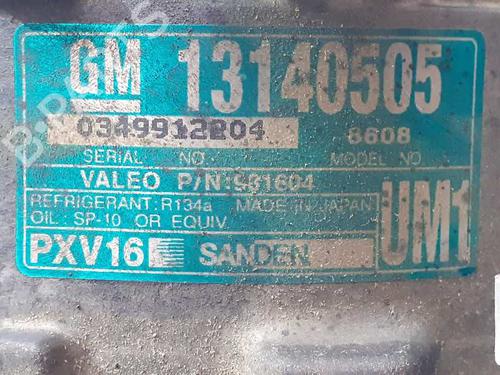 GM 13140505
0349912204 8608
SERIAL NO. MODEL NO
VALEO P/N:S81604
REFRIGERANT: R134a MADE IN JAPAN
OIL: SP-10 OR EQUIV.
UM1
PXV16 SANDEN